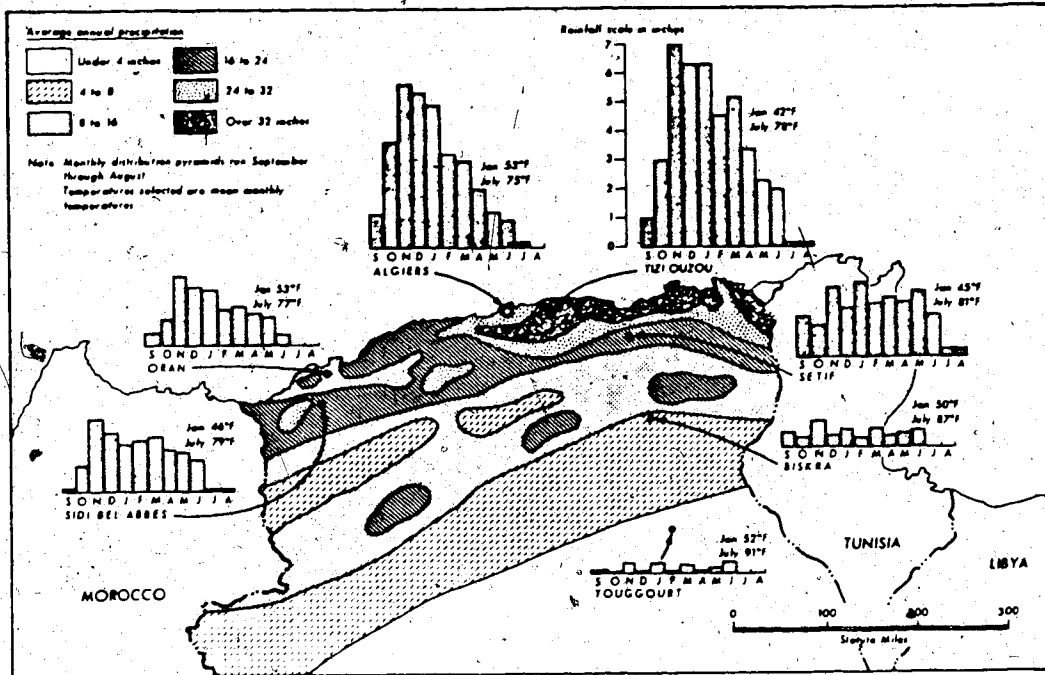 Average annual precipitation
Under 4 inches
4 to 8
8 to 16
16 to 24
24 to 32
Over 32 inches
Note Monthly distribution pyramids run September
through August
Temperatures selected are mean monthly
temperatures
Rainfall scale in inches
7
6
5
4
3
2
1
0
Jan 53°F
July 75°F
S O N D J F M A M J J A
ALGIERS
Jan 42°F
July 78°F
S O N D J F M A M J J A
TIZI OUZOU
Jan 53°F
July 77°F
S O N D J F M A M J J A
ORAN
Jan 45°F
July 81°F
S O N D J F M A M J J A
SETIF
Jan 46°F
July 79°F
S O N D J F M A M J J A
SIDI BEL ABBES
Jan 50°F
July 87°F
S O N D J F M A M J J A
BISKRA
Jan 52°F
July 91°F
S O N D J F M A M J J A
TOUGGOURT
MOROCCO
TUNISIA
LIBYA
0 100 200 300
Statute Miles